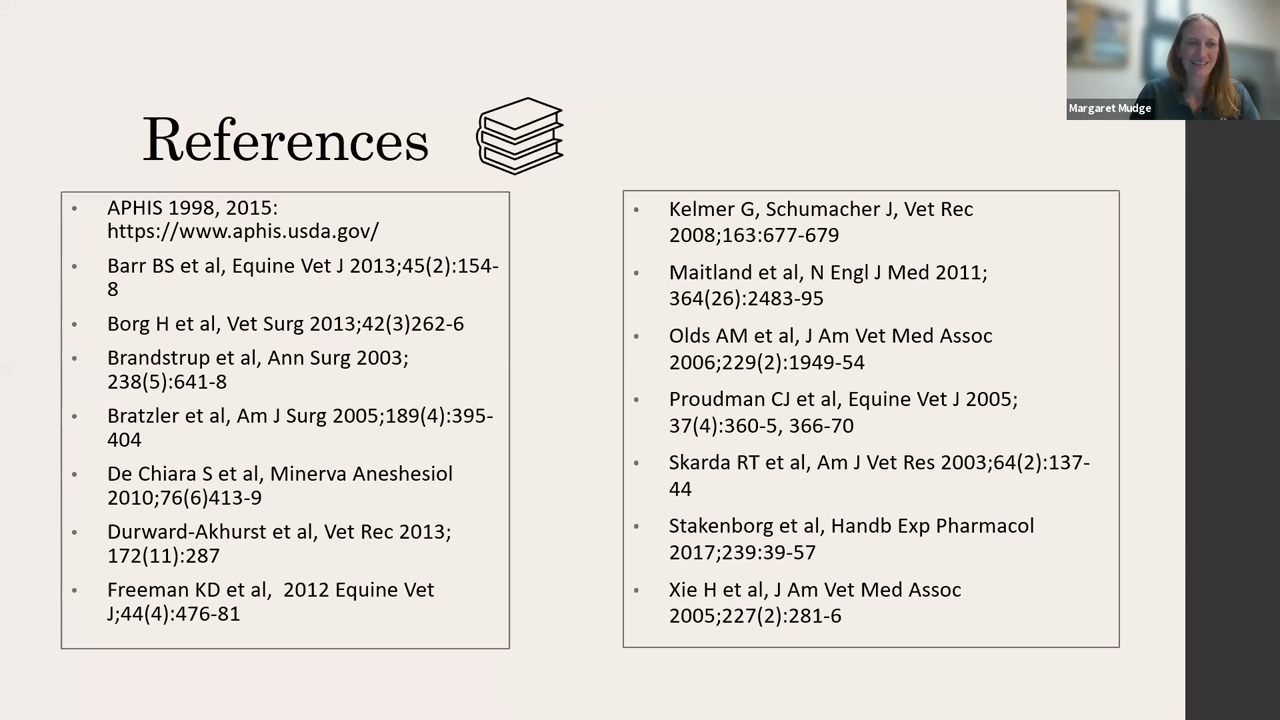 Margaret Mudge
References
• APHIS 1998, 2015:
https://www.aphis.usda.gov/
• Barr BS et al, Equine Vet J 2013;45(2):154-
8
• Borg H et al, Vet Surg 2013;42(3)262-6
• Brandstrup et al, Ann Surg 2003;
238(5):641-8
• Bratzler et al, Am J Surg 2005;189(4):395-
404
• De Chiara S et al, Minerva Aneshesiol
2010;76(6)413-9
• Durward-Akhurst et al, Vet Rec 2013;
172(11):287
• Freeman KD et al,  2012 Equine Vet
J;44(4):476-81
• Kelmer G, Schumacher J, Vet Rec
2008;163:677-679
• Maitland et al, N Engl J Med 2011;
364(26):2483-95
• Olds AM et al, J Am Vet Med Assoc
2006;229(2):1949-54
• Proudman CJ et al, Equine Vet J 2005;
37(4):360-5, 366-70
• Skarda RT et al, Am J Vet Res 2003;64(2):137-
44
• Stakenborg et al, Handb Exp Pharmacol
2017;239:39-57
• Xie H et al, J Am Vet Med Assoc
2005;227(2):281-6